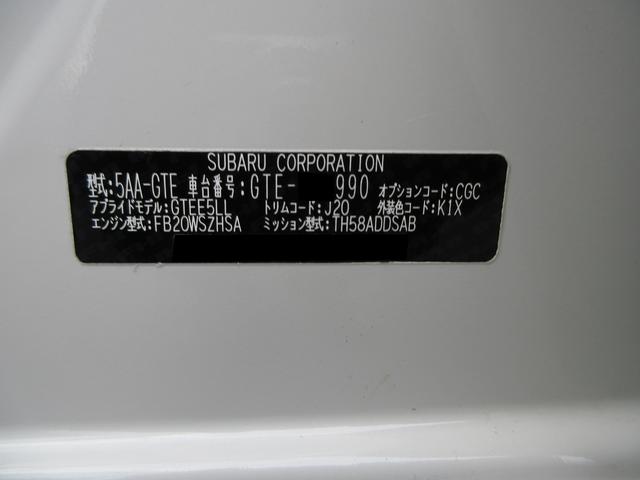 SUBARU CORPORATION
型式:5AA-GTE 車台番号:GTE- 990 オプションコード:CGC
アプライドモデル:GTEE5LL トリムコード:J20 外装色コード:K1X
エンジン型式:FB20WSZHSA ミッション型式:TH58ADDSAB